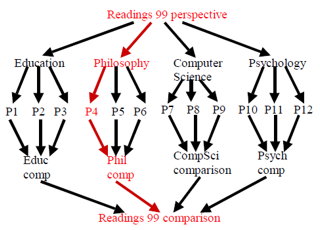 Readings 99 perspective
Education Philosophy Computer Science Psychology
P1 P2 P3 P4 P5 P6 P7 P8 P9 P10 P11 P12
Educ comp Phil comp CompSci comparison Psych comp
Readings 99 comparison